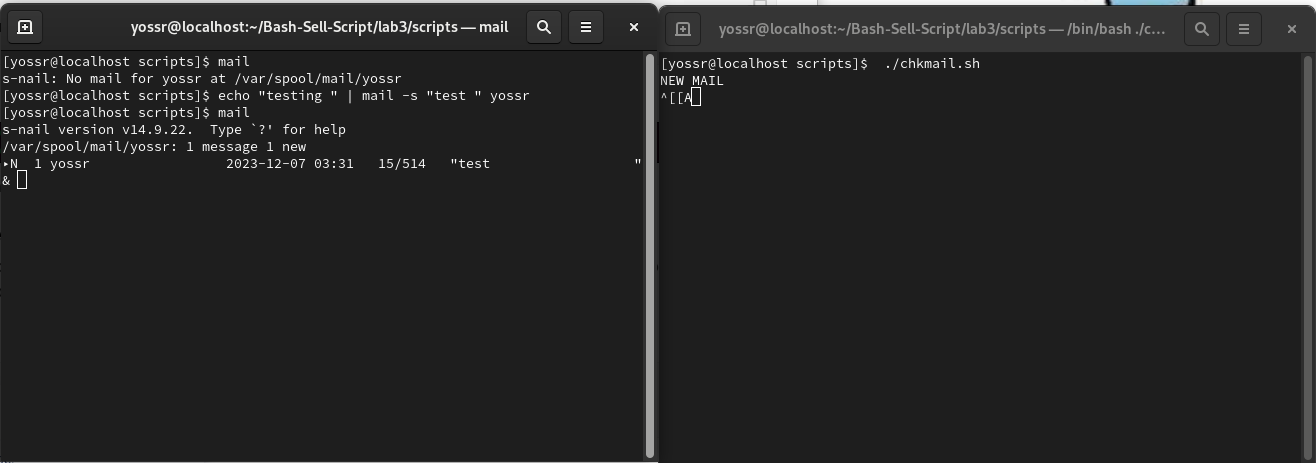 yossr@localhost:~/Bash-Sell-Script/lab3/scripts — mail
[yossr@localhost scripts]$ mail
s-nail: No mail for yossr at /var/spool/mail/yossr
[yossr@localhost scripts]$ echo "testing " | mail -s "test " yossr
[yossr@localhost scripts]$ mail
s-nail version v14.9.22.  Type `?' for help
/var/spool/mail/yossr: 1 message 1 new
▸N  1 yossr                 2023-12-07 03:31   15/514   "test                  "
&
yossr@localhost:~/Bash-Sell-Script/lab3/scripts — /bin/bash ./c…
[yossr@localhost scripts]$  ./chkmail.sh
NEW MAIL
^[[A